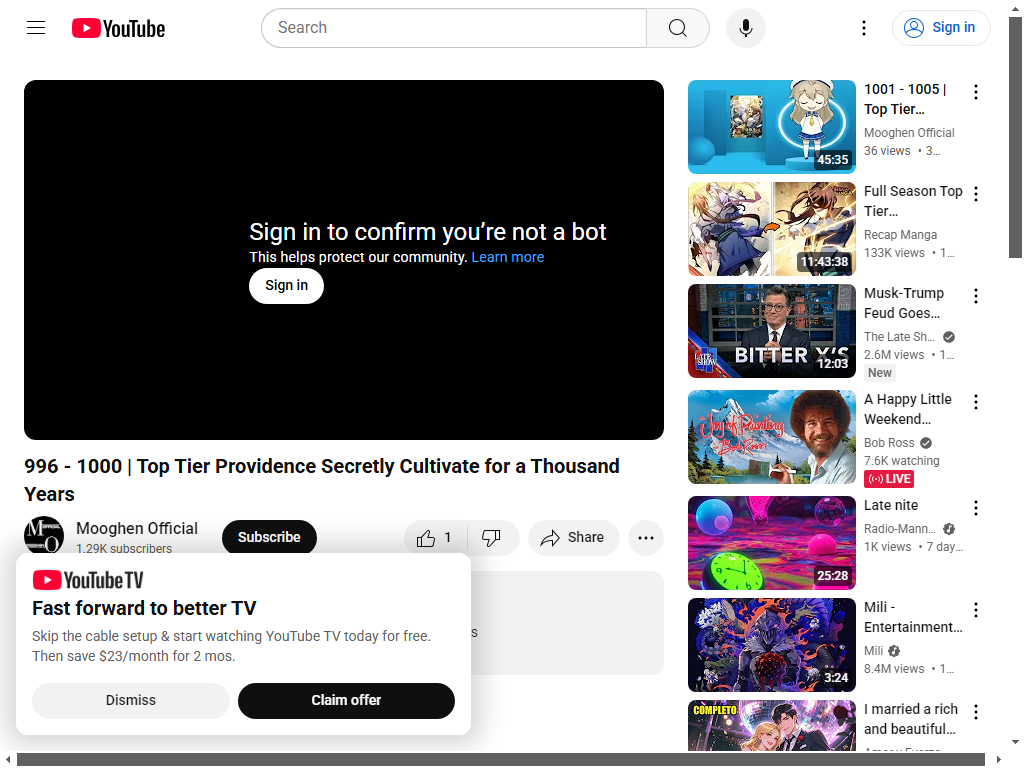 YouTube
Search
Sign in
Sign in to confirm you're not a bot
This helps protect our community. Learn more
Sign in
996 - 1000 | Top Tier Providence Secretly Cultivate for a Thousand
Years
Mooghen Official
1.29K subscribers
Subscribe
1
Share
YouTube TV
Fast forward to better TV
Skip the cable setup & start watching YouTube TV today for free.
Then save $23/month for 2 mos.
Dismiss
Claim offer
45:35
1001 - 1005 |
Top Tier…
Mooghen Official
36 views • 3…
11:43:38
Full Season Top
Tier…
Recap Manga
133K views • 1…
LATE SHOW
BITTER X'S
12:03
Musk-Trump
Feud Goes…
The Late Sh…
2.6M views • 1…
New
The Joy of Painting
Bob Ross
A Happy Little
Weekend…
Bob Ross
7.6K watching
LIVE
25:28
Late nite
Radio-Mann…
1K views • 7 day…
3:24
Mili -
Entertainment…
Mili
8.4M views • 1…
COMPLETO
I married a rich
and beautiful…